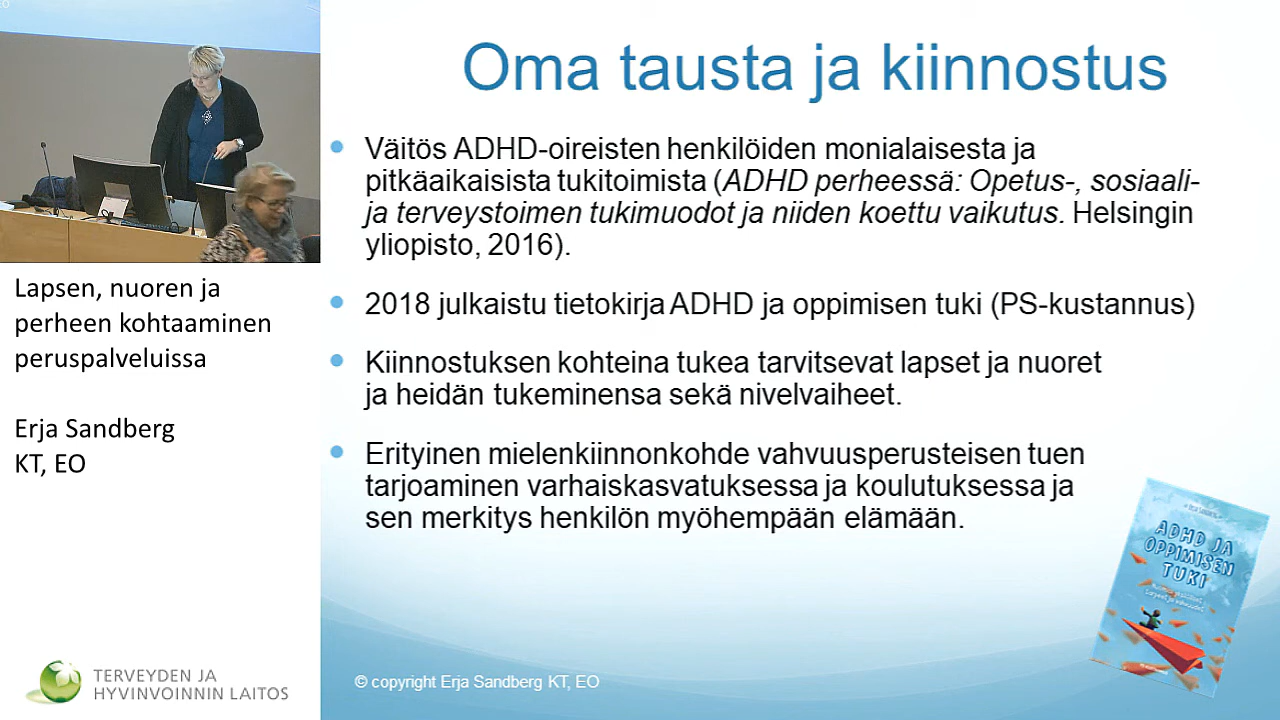 Oma tausta ja kiinnostus
Väitös ADHD-oireisten henkilöiden monialaisesta ja
pitkäaikaisista tukitoimista (ADHD perheessä: Opetus-, sosiaali-
ja terveystoimen tukimuodot ja niiden koettu vaikutus. Helsingin
yliopisto, 2016).
2018 julkaistu tietokirja ADHD ja oppimisen tuki (PS-kustannus)
Kiinnostuksen kohteina tukea tarvitsevat lapset ja nuoret
ja heidän tukeminensa sekä nivelvaiheet.
Erityinen mielenkiinnonkohde vahvuusperusteisen tuen
tarjoaminen varhaiskasvatuksessa ja koulutuksessa ja
sen merkitys henkilön myöhempään elämään.
Lapsen, nuoren ja
perheen kohtaaminen
peruspalveluissa
Erja Sandberg
KT, EO
TERVEYDEN JA
HYVINVOINNIN LAITOS
© copyright Erja Sandberg KT, EO
ADHD JA
OPPIMISEN
TUKI